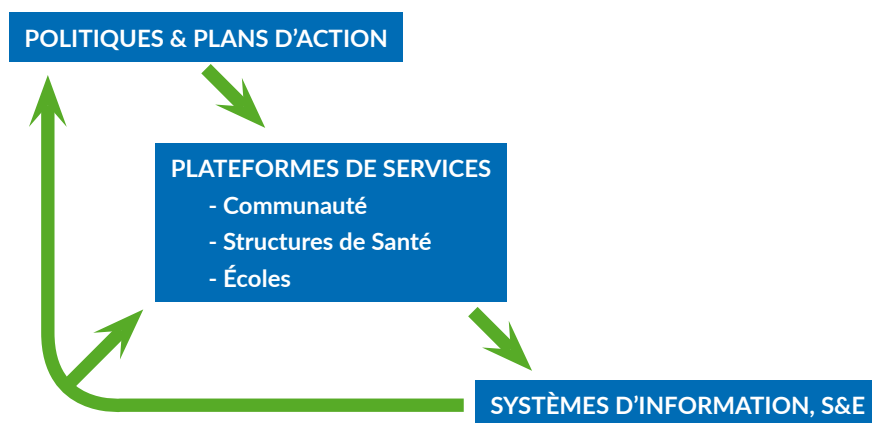 POLITIQUES & PLANS D’ACTION
PLATEFORMES DE SERVICES
- Communauté
- Structures de Santé
- Écoles
SYSTÈMES D’INFORMATION, S&E